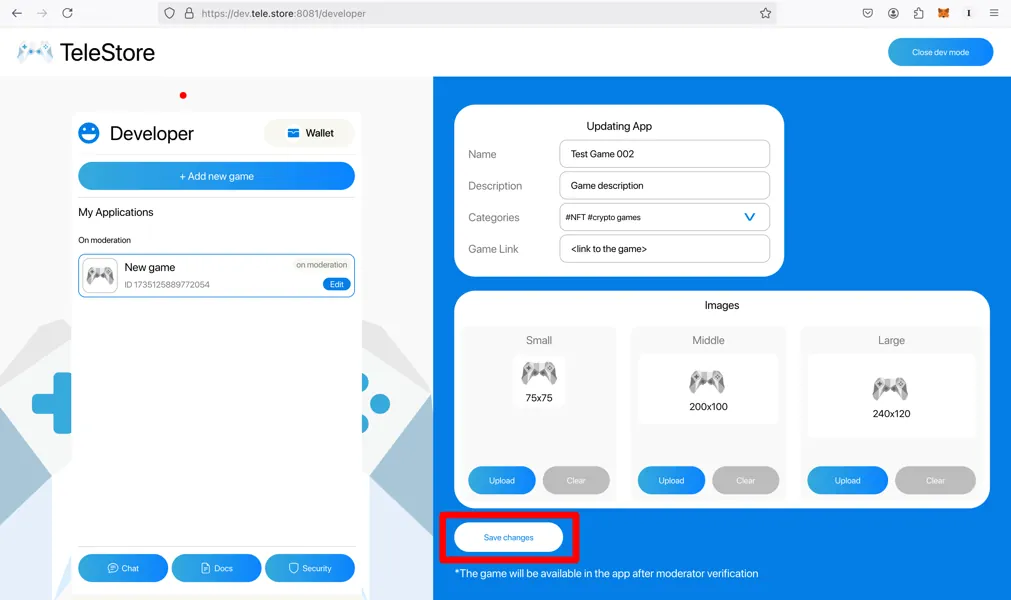 https://dev.tele.store:8081/developer
TeleStore
Close dev mode
Developer
Wallet
+ Add new game
My Applications
On moderation
New game
on moderation
ID 1735125889772054
Edit
Chat
Docs
Security
Updating App
Name
Test Game 002
Description
Game description
Categories
#NFT #crypto games
Game Link
<link to the game>
Images
Small
75x75
Upload
Clear
Middle
200x100
Upload
Clear
Large
240x120
Upload
Clear
Save changes
*The game will be available in the app after moderator verification